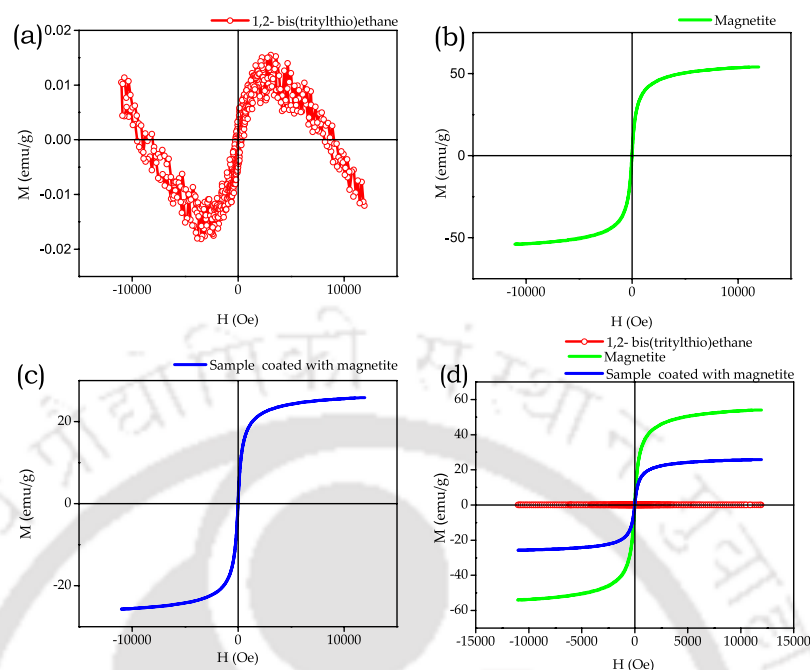 (a)
1,2- bis(tritylthio)ethane
0.02
0.01
0.00
-0.01
-0.02
M (emu/g)
-10000
0
10000
H (Oe)
(b)
Magnetite
50
0
-50
M (emu/g)
-10000
0
10000
H (Oe)
(c)
Sample coated with magnetite
20
0
-20
M (emu/g)
-10000
0
10000
H (Oe)
(d)
1,2- bis(tritylthio)ethane
Magnetite
Sample coated with magnetite
60
40
20
0
-20
-40
-60
M (emu/g)
-15000
-10000
-5000
0
5000
10000
15000
H (Oe)